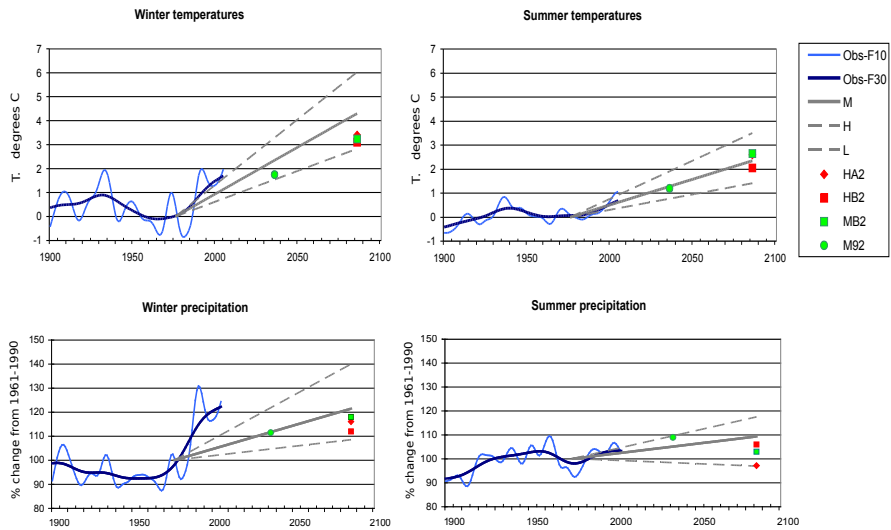 Winter temperatures
Summer temperatures
T. degrees C
7
6
5
4
3
2
1
0
-1
1900 1950 2000 2050 2100
T. degrees C
7
6
5
4
3
2
1
0
-1
1900 1950 2000 2050 2100
Obs-F10
Obs-F30
M
H
L
HA2
HB2
MB2
M92
Winter precipitation
Summer precipitation
% change from 1961-1990
150
140
130
120
110
100
90
80
1900 1950 2000 2050 2100
% change from 1961-1990
150
140
130
120
110
100
90
80
1900 1950 2000 2050 2100